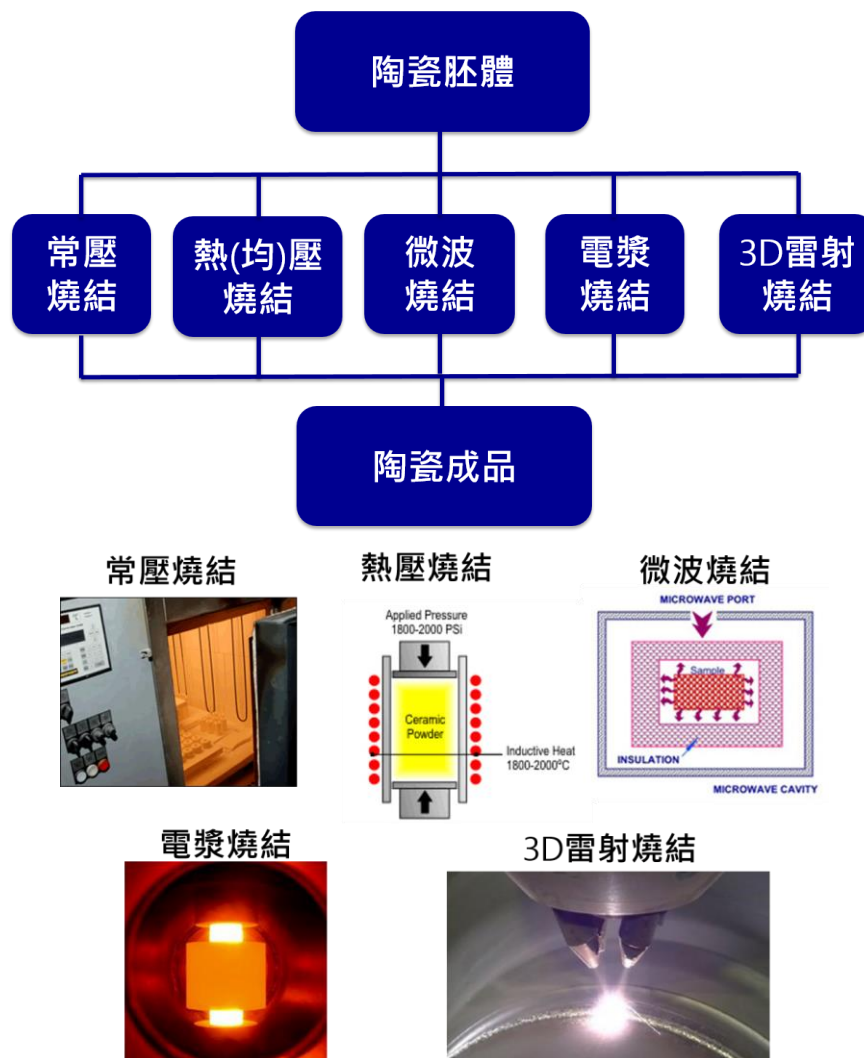 陶瓷胚體
常壓
燒結
熱(均)壓
燒結
微波
燒結
電漿
燒結
3D雷射
燒結
陶瓷成品
常壓燒結
熱壓燒結
微波燒結
Applied Pressure
1800-2000 PSi
Ceramic
Powder
Inductive Heat
1800-2000°C
MICROWAVE PORT
Sample
INSULATION
MICROWAVE CAVITY
電漿燒結
3D雷射燒結